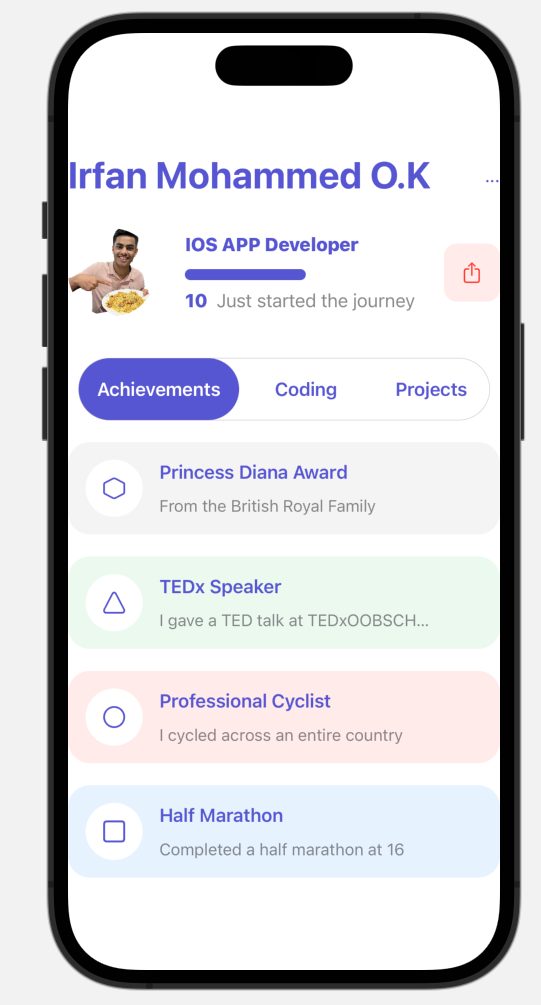 Irfan Mohammed O.K
...
IOS APP Developer
10 Just started the journey
Achievements Coding Projects
Princess Diana Award
From the British Royal Family
TEDx Speaker
I gave a TED talk at TEDxOOBSCH...
Professional Cyclist
I cycled across an entire country
Half Marathon
Completed a half marathon at 16